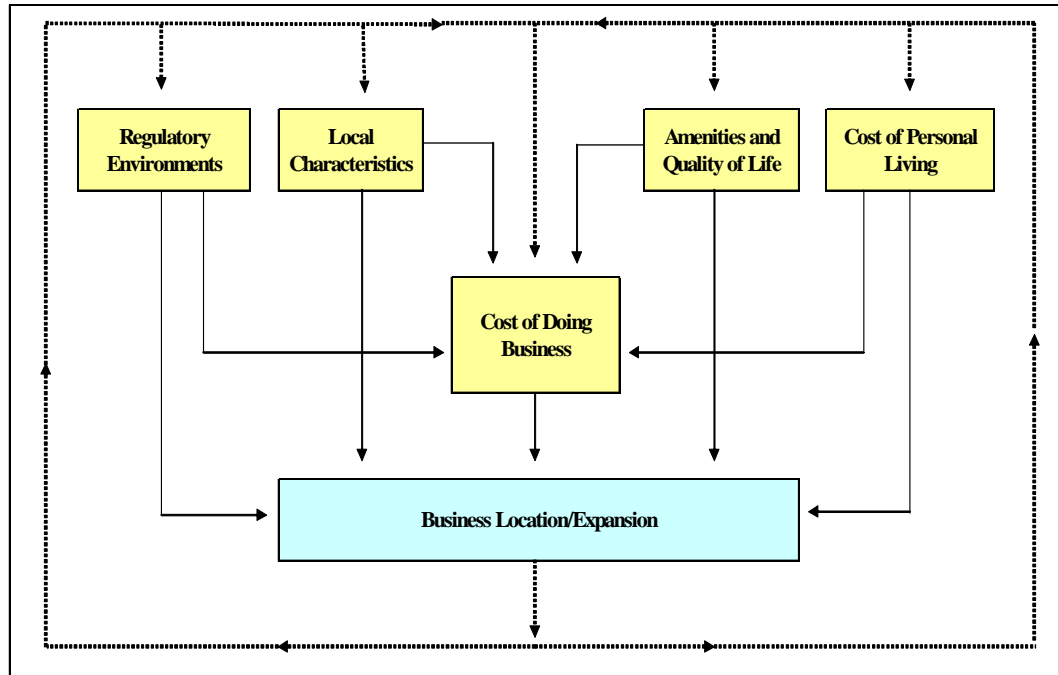 Regulatory
Environments
Local
Characteristics
Amenities and
Quality of Life
Cost of Personal
Living
Cost of Doing
Business
Business Location/Expansion